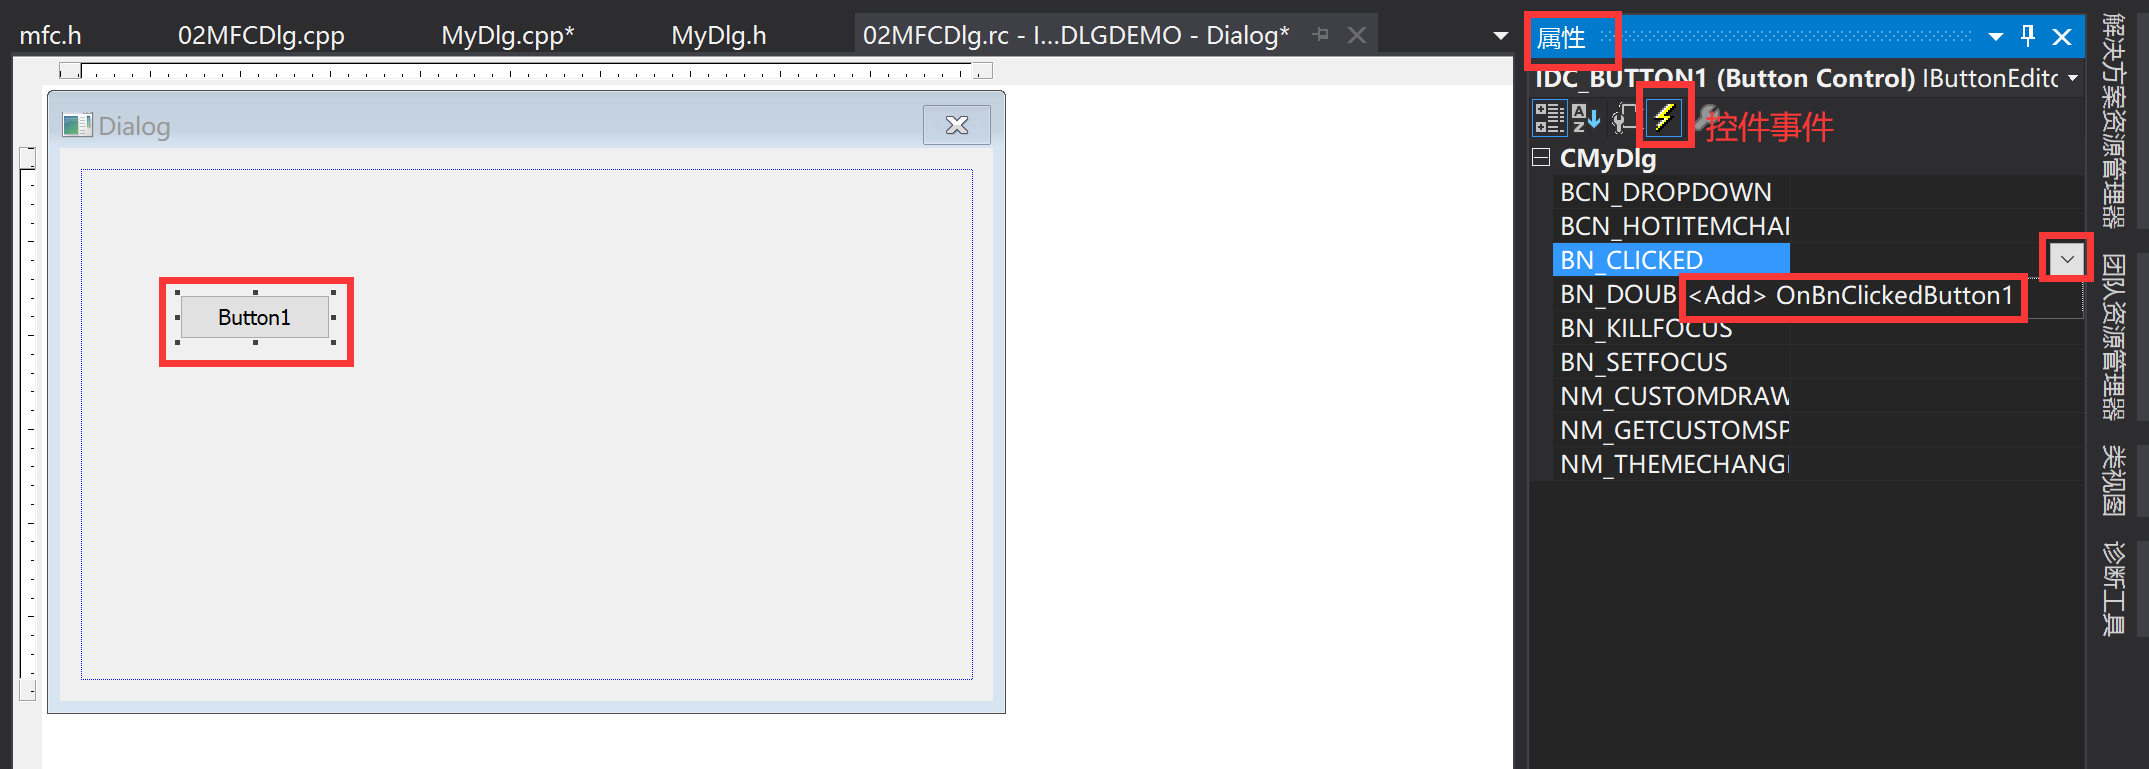 mfc.h
02MFCDlg.cpp
MyDlg.cpp*
MyDlg.h
02MFCDlg.rc - I...DLGDEMO - Dialog*
Dialog
Button1
属性
IDC_BUTTON1 (Button Control) IButtonEditc
控件事件
CMyDlg
BCN_DROPDOWN
BCN_HOTITEMCHAI
BN_CLICKED
BN_DOUB
<Add> OnBnClickedButton1
BN_KILLFOCUS
BN_SETFOCUS
NM_CUSTOMDRAW
NM_GETCUSTOMSP
NM_THEMECHANGI
解决方案资源管理器
团队资源管理器
类视图
诊断工具